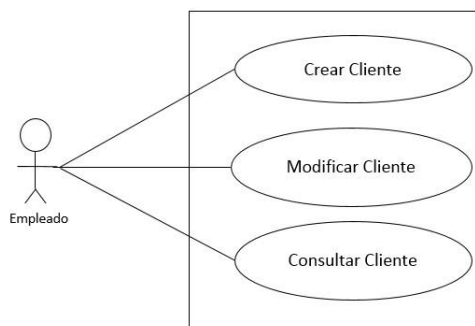 Crear Cliente
Modificar Cliente
Empleado
Consultar Cliente